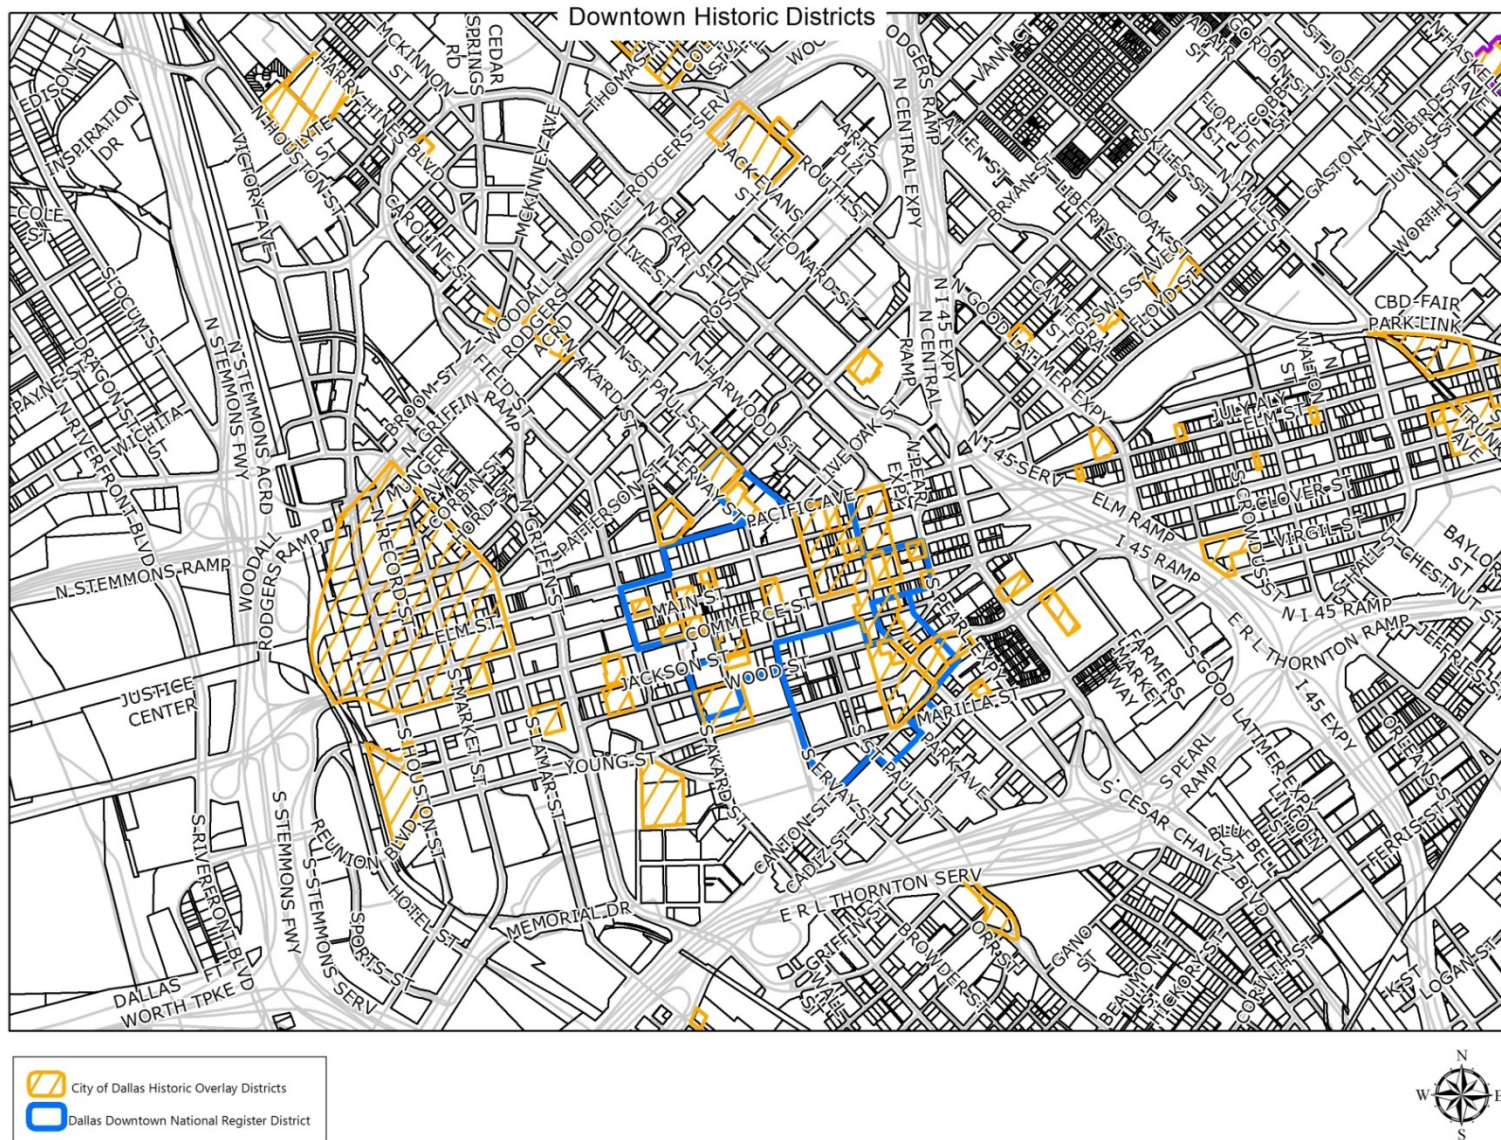 Downtown Historic Districts
EDISON ST
INSPIRATION DR
MCKINNON ST
CEDAR SPRINGS RD
HARRY HINES BLVD
N HOUSTON ST
VICTORY AVE
CAROLINE ST
MCKINNEY AVE
WOODALL RODGERS SERV
JACK EVANS ST
ROUTH ST
ARTS PLZ
N CENTRAL EXPY
ALLEN ST
BRYAN ST
LIBERTY ST
SKILES ST
FLORIDE ST
COBB ST
GORDON ST
ADAIR ST
ST JOSEPH ST
N HALL ST
GASTON AVE
JUNIUS ST
BIRD ST
WORTH ST
OAK ST
SWISS AVE
FLOYD ST
CANTEGRAL ST
N GOOD LATIMER EXPY
N PEARL ST
OLIVE ST
LEONARD ST
ROSS AVE
SLOCUM ST
DRAGON ST
PAYNE ST
N RIVERFRONT BLVD
WICHITA ST
N STEMMONS FWY
N STEMMONS ACRD
BROOM ST
N FIELD ST
N GRIFFIN RAMP
N AKARD ST
N ST PAUL ST
N HARWOOD ST
LIVE OAK ST
N CENTRAL RAMP
N I 45 EXPY
N I 45 SERV
ELM RAMP
I 45 RAMP
CBD-FAIR PARK LINK
N WALTON ST
JULY ALY
ELM ST
CLOVER ST
S CROWDUS ST
VIRGIL ST
S HALL ST
CHESTNUT ST
BAYLOR ST
TRUNK AVE
N STEMMONS RAMP
WOODALL RODGERS RAMP
N RECORD ST
MUNGER AVE
CORBIN ST
PATTERSON ST
N GRIFFIN ST
N ERVAY ST
PACIFIC AVE
N PEARL EXPY
ELM ST
MAIN ST
COMMERCE ST
JACKSON ST
WOOD ST
S PEARL EXPY
MARILLA ST
PARK AVE
FARMERS MARKET WAY
S GOOD LATIMER EXPY
N I 45 RAMP
E R L THORNTON RAMP
I 45 EXPY
JEFFRIES ST
ORLEANS ST
FERRIS ST
JUSTICE CENTER
S HOUSTON ST
S MARKET ST
S LAMAR ST
YOUNG ST
S AKARD ST
S ERVAY ST
S ST PAUL ST
CANTON ST
CADIZ ST
S PEARL RAMP
S CESAR CHAVEZ BLVD
LINCOLN ST
BLUEBELL ST
S RIVERFRONT BLVD
S STEMMONS FWY
S STEMMONS SERV
REUNION BLVD
HOTEL ST
SPORTS ST
MEMORIAL DR
E R L THORNTON SERV
GRIFFIN ST
BROWDER ST
ORR ST
GANO ST
BEAUMONT ST
HICKORY ST
CORINTH ST
K ST
LOGAN ST
DALLAS WORTH TPKE
City of Dallas Historic Overlay Districts
Dallas Downtown National Register District
N
W E
S